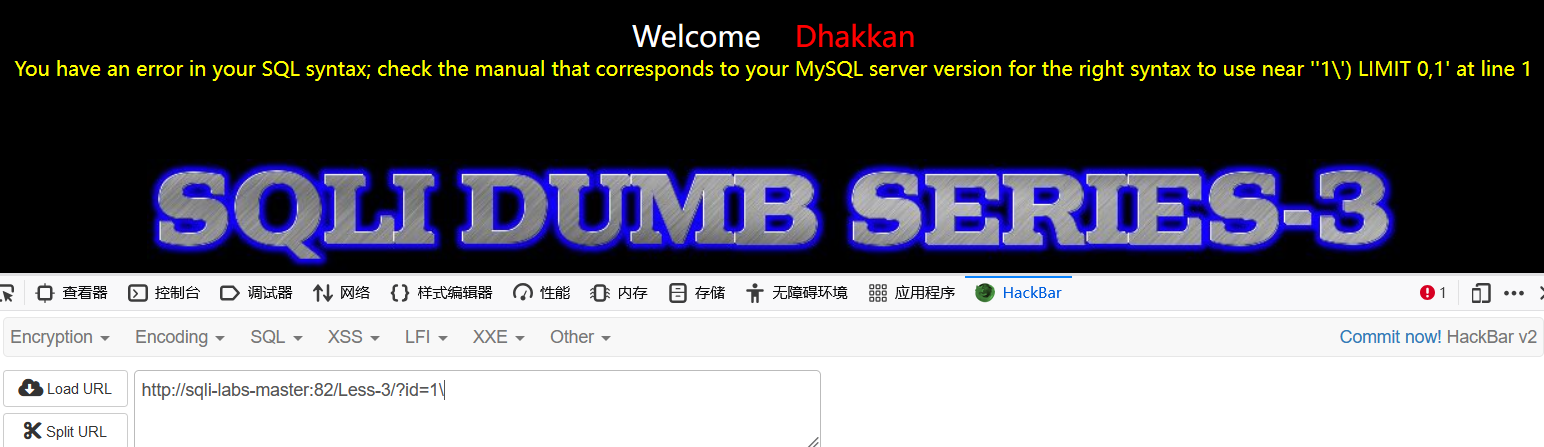 Welcome Dhakkan
You have an error in your SQL syntax; check the manual that corresponds to your MySQL server version for the right syntax to use near ''1\') LIMIT 0,1' at line 1
SQLI DUMB SERIES-3
查看器 控制台 调试器 网络 样式编辑器 性能 内存 存储 无障碍环境 应用程序 HackBar 1
Encryption Encoding SQL XSS LFI XXE Other Commit now! HackBar v2
Load URL http://sqli-labs-master:82/Less-3/?id=1\
Split URL